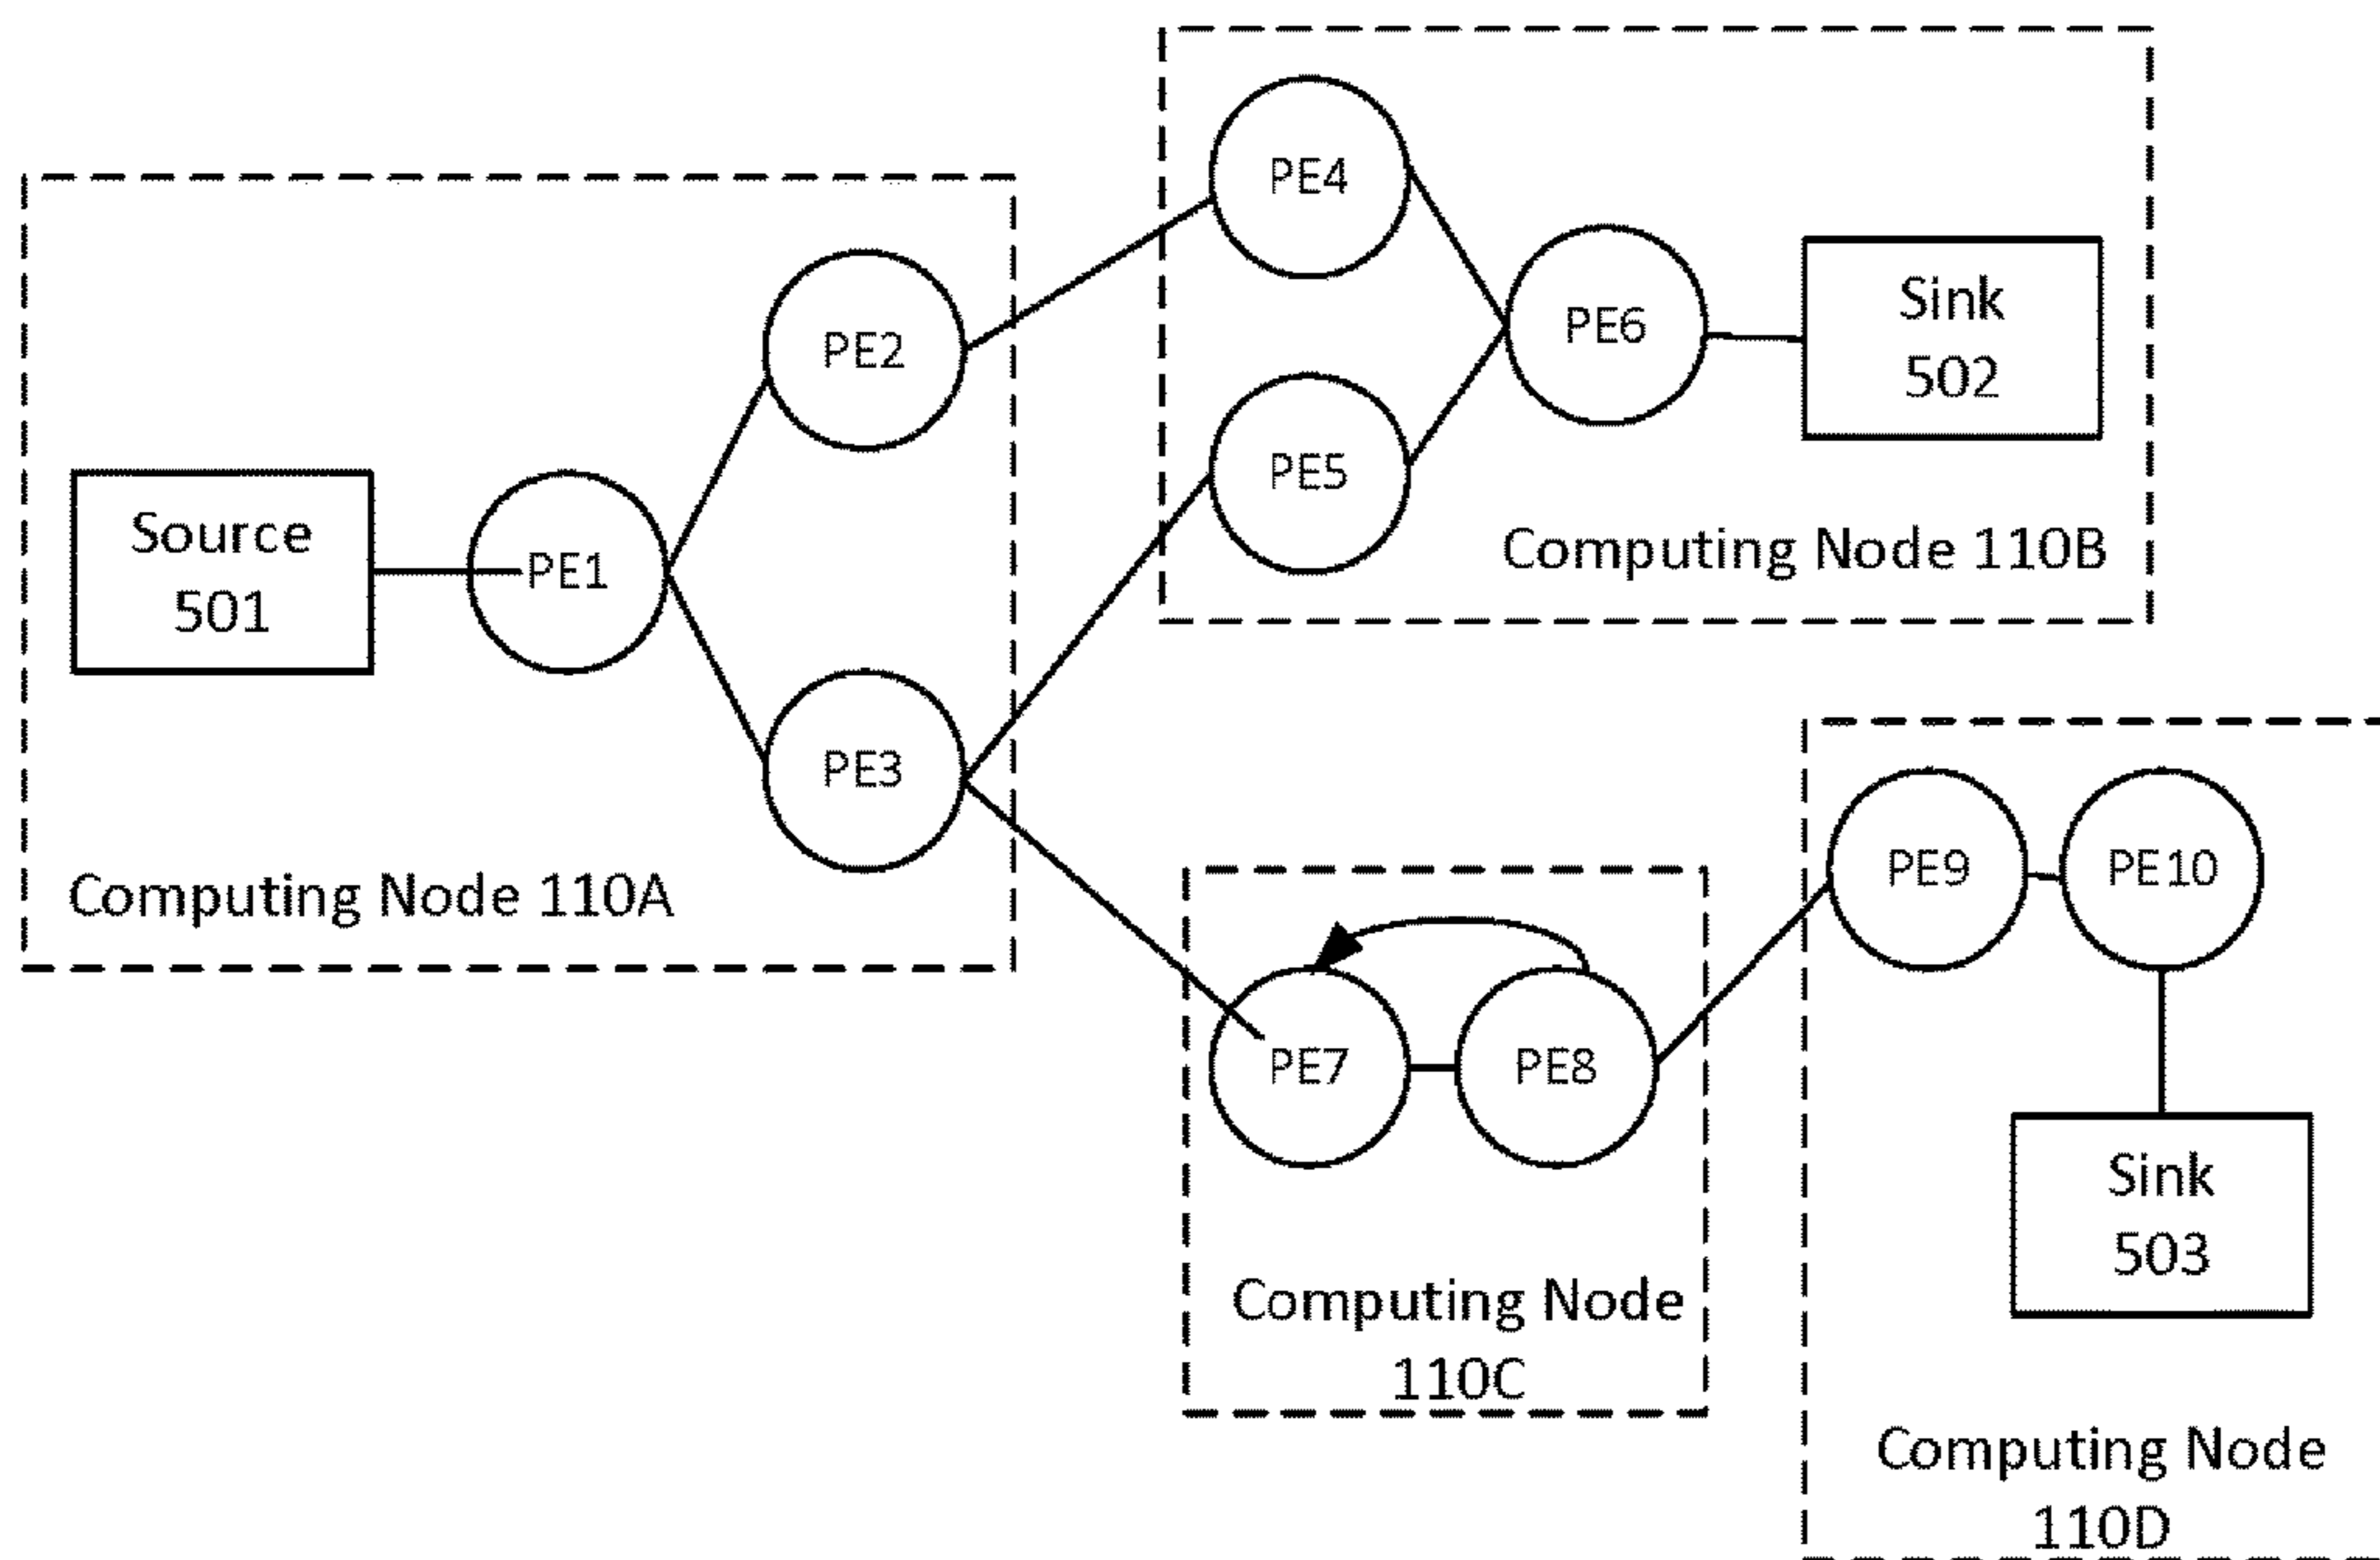 Source
501
PE1
PE2
PE3
Computing Node 110A
PE4
PE5
PE6
Sink
502
Computing Node 110B
PE7
PE8
Computing Node
110C
PE9
PE10
Sink
503
Computing Node
110D